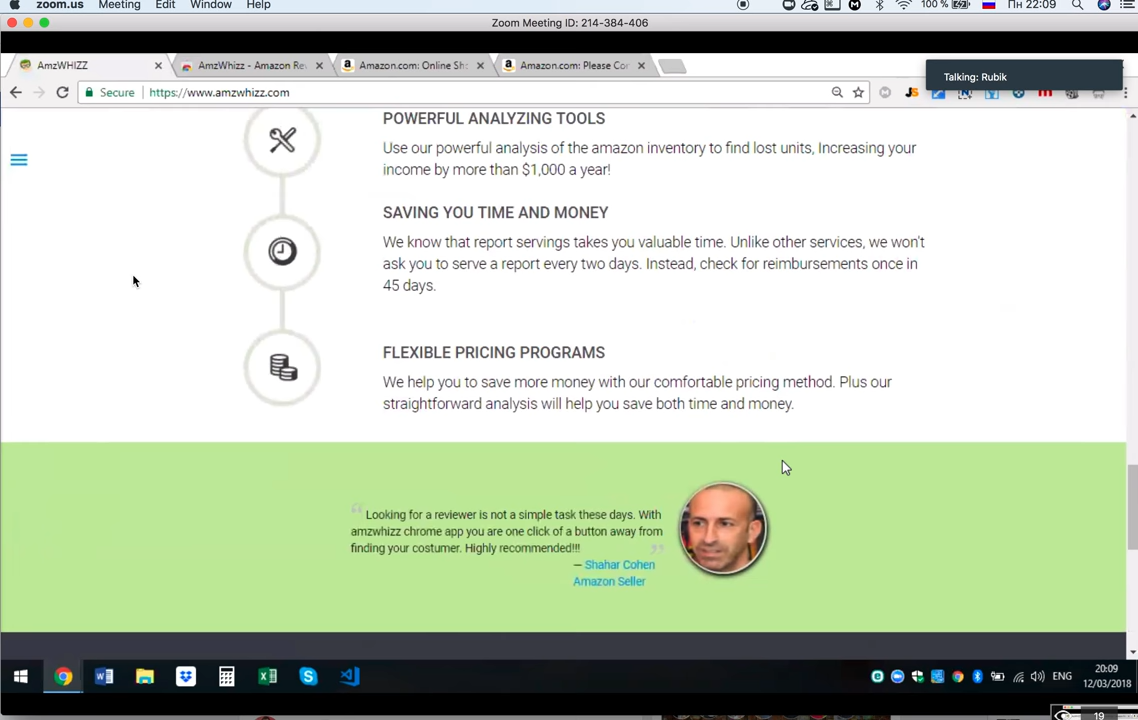 zoom.us Meeting Edit Window Help 100 % Пн 22:09
Zoom Meeting ID: 214-384-406
AmzWHIZZ
AmzWhizz - Amazon Re
Amazon.com: Online Sh
Amazon.com: Please Co
Talking: Rubik
Secure https://www.amzwhizz.com
JS
POWERFUL ANALYZING TOOLS
Use our powerful analysis of the amazon inventory to find lost units, Increasing your
income by more than $1,000 a year!
SAVING YOU TIME AND MONEY
We know that report servings takes you valuable time. Unlike other services, we won't
ask you to serve a report every two days. Instead, check for reimbursements once in
45 days.
FLEXIBLE PRICING PROGRAMS
We help you to save more money with our comfortable pricing method. Plus our
straightforward analysis will help you save both time and money.
“ Looking for a reviewer is not a simple task these days. With
amzwhizz chrome app you are one click of a button away from
finding your costumer. Highly recommended!!! ”
– Shahar Cohen
Amazon Seller
ENG
20:09
12/03/2018
19